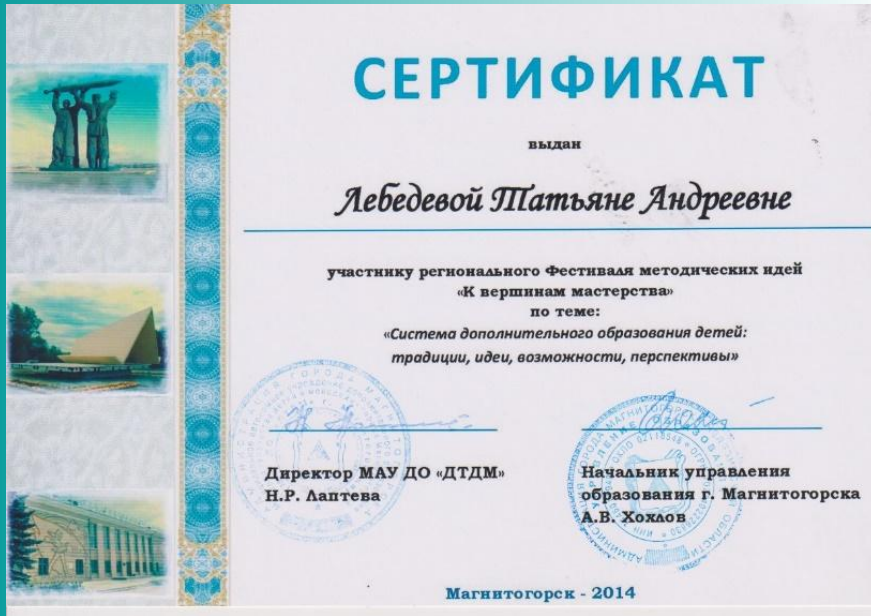 СЕРТИФИКАТ
выдан
Лебедевой Татьяне Андреевне
участнику регионального Фестиваля методических идей
«К вершинам мастерства»
по теме:
«Система дополнительного образования детей:
традиции, идеи, возможности, перспективы»
Директор МАУ ДО «ДТДМ»
Н.Р. Лаптева
Начальник управления
образования г. Магнитогорска
А.В. Хохлов
Магнитогорск - 2014